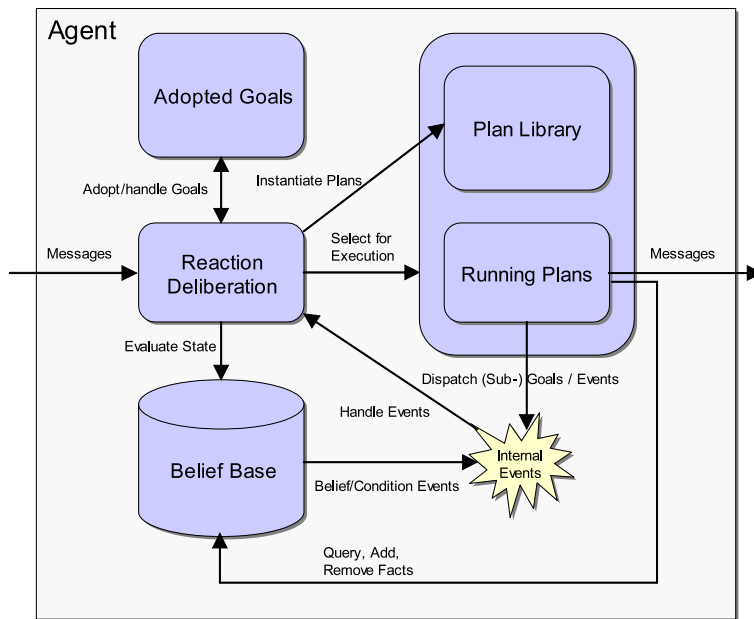 Agent
Adopted Goals
Plan Library
Adopt/handle Goals
Instantiate Plans
Messages
Reaction
Deliberation
Select for
Execution
Running Plans
Messages
Evaluate State
Dispatch (Sub-) Goals / Events
Handle Events
Belief Base
Internal
Events
Belief/Condition Events
Query, Add,
Remove Facts